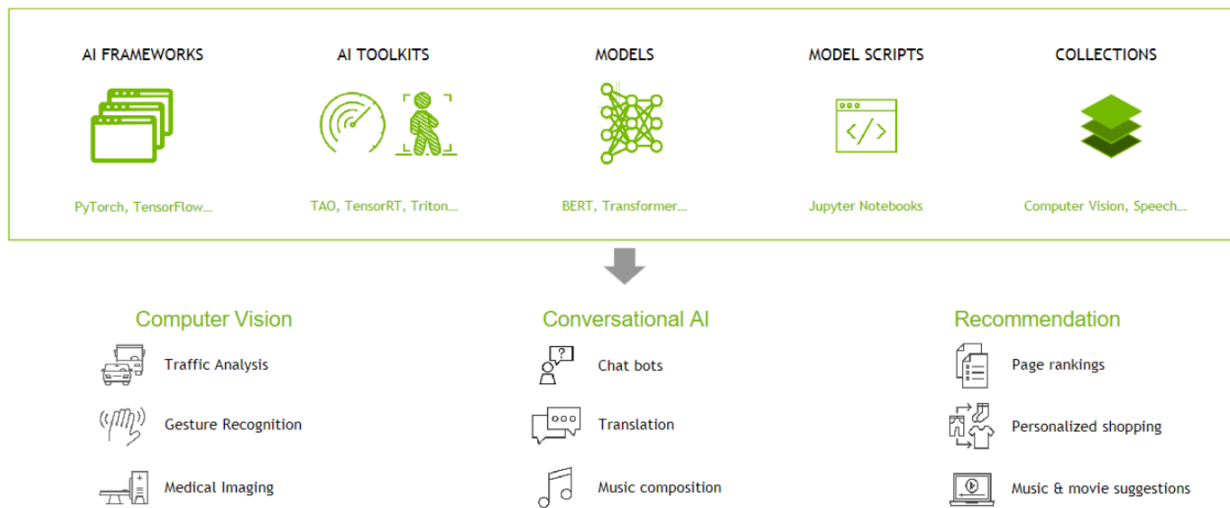 AI FRAMEWORKS
AI TOOLKITS
MODELS
MODEL SCRIPTS
COLLECTIONS
</>
PyTorch, TensorFlow...
TAO, TensorRT, Triton...
BERT, Transformer...
Jupyter Notebooks
Computer Vision, Speech...
Computer Vision
Traffic Analysis
Gesture Recognition
Medical Imaging
Conversational AI
?
Chat bots
Translation
Music composition
Recommendation
Page rankings
Personalized shopping
Music & movie suggestions